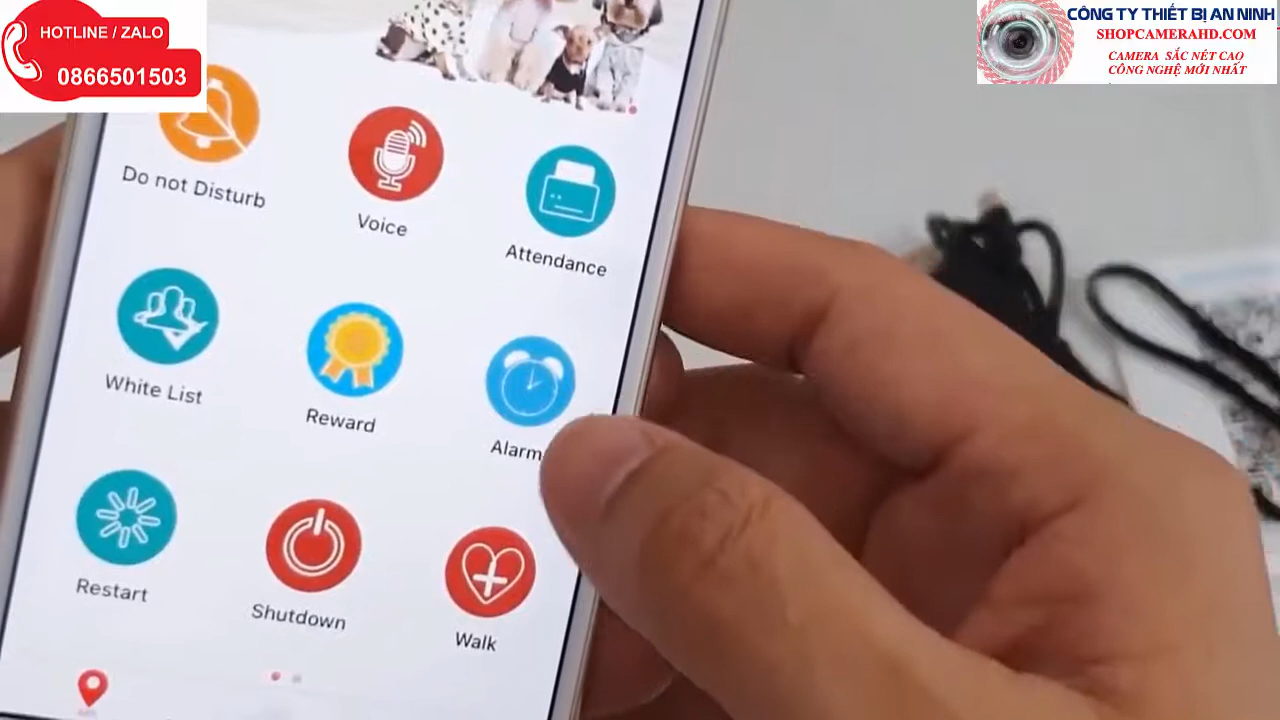 HOTLINE / ZALO
0866501503
CÔNG TY THIẾT BỊ AN NINH
SHOPCAMERAHD.COM
CAMERA SẮC NÉT CAO
CÔNG NGHỆ MỚI NHẤT
Do not Disturb
Voice
Attendance
White List
Reward
Alarm
Restart
Shutdown
Walk